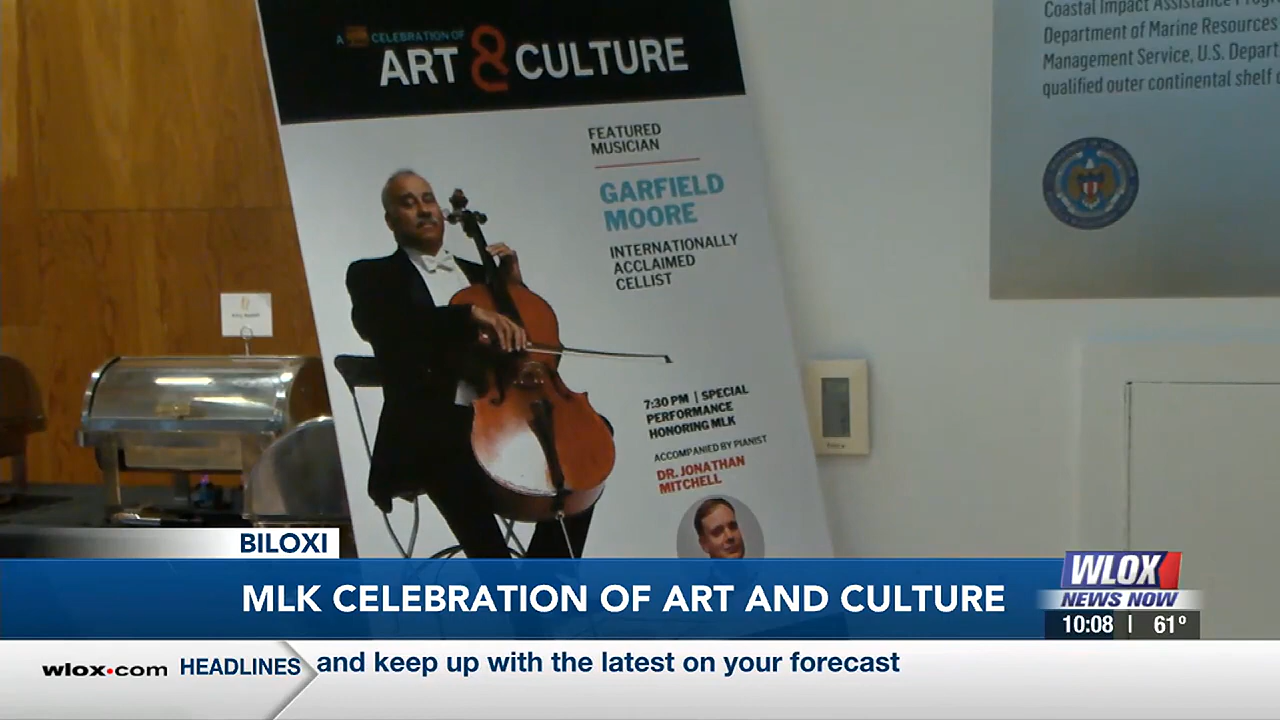 A
CELEBRATION OF
ART & CULTURE
FEATURED
MUSICIAN
GARFIELD
MOORE
INTERNATIONALLY
ACCLAIMED
CELLIST
7:30 PM | SPECIAL
PERFORMANCE
HONORING MLK
ACCOMPANIED BY PIANIST
DR. JONATHAN
MITCHELL
Coastal Impact Assistance
Department of Marine Resources
Management Service, U.S. Depart
qualified outer continental shelf
BILOXI
MLK CELEBRATION OF ART AND CULTURE
WLOX
NEWS NOW
10:08 | 61°
wlox.com HEADLINES and keep up with the latest on your forecast